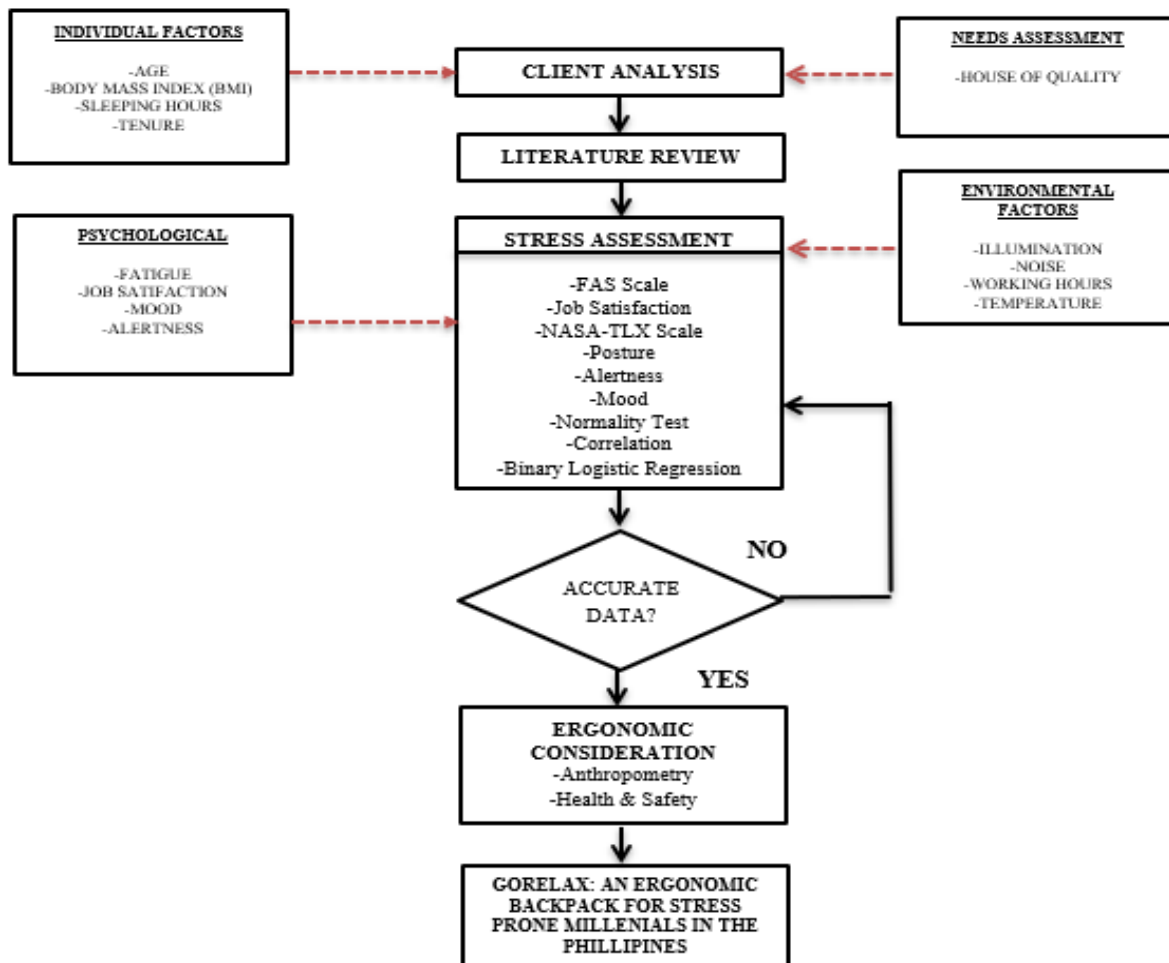 INDIVIDUAL FACTORS
-AGE
-BODY MASS INDEX (BMI)
-SLEEPING HOURS
-TENURE
CLIENT ANALYSIS
NEEDS ASSESSMENT
-HOUSE OF QUALITY
LITERATURE REVIEW
PSYCHOLOGICAL
-FATIGUE
-JOB SATIFACTION
-MOOD
-ALERTNESS
STRESS ASSESSMENT
-FAS Scale
-Job Satisfaction
-NASA-TLX Scale
-Posture
-Alertness
-Mood
-Normality Test
-Correlation
-Binary Logistic Regression
ENVIRONMENTAL
FACTORS
-ILLUMINATION
-NOISE
-WORKING HOURS
-TEMPERATURE
ACCURATE
DATA?
NO
YES
ERGONOMIC
CONSIDERATION
-Anthropometry
-Health & Safety
GORELAX: AN ERGONOMIC
BACKPACK FOR STRESS
PRONE MILLENIALS IN THE
PHILLIPINES